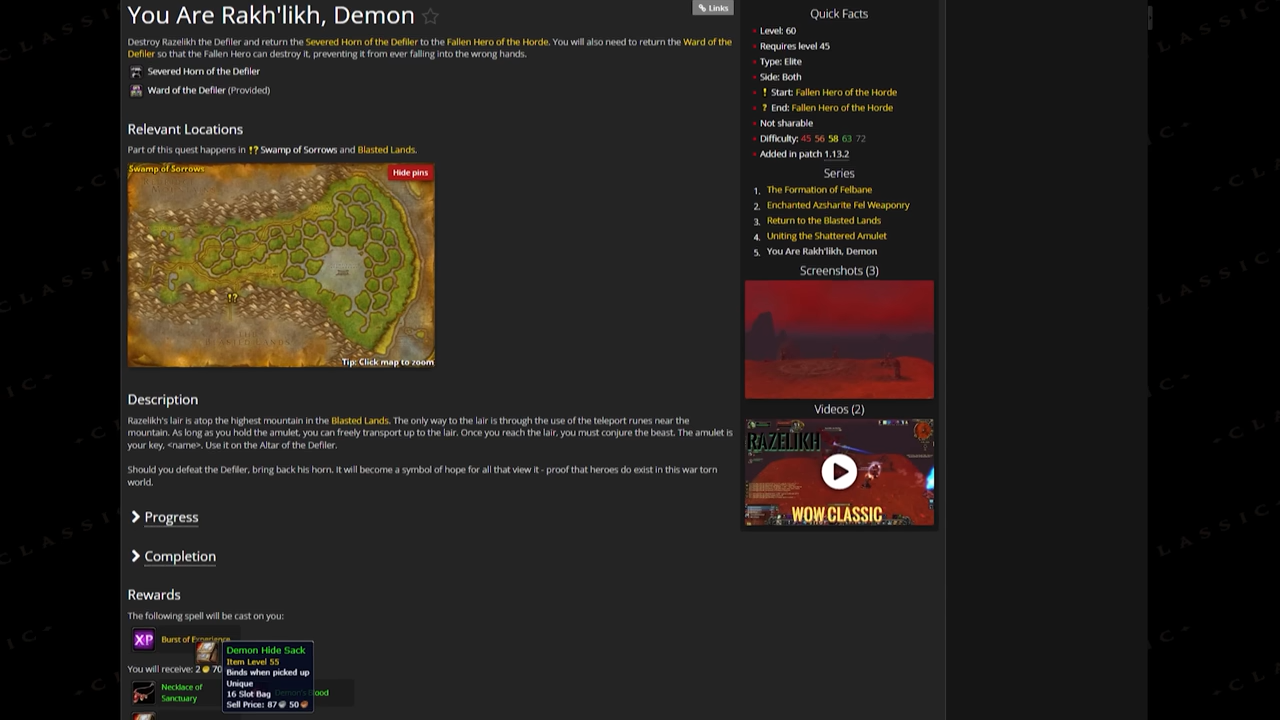 You Are Rakh'likh, Demon
Links
Destroy Razelikh the Defiler and return the Severed Horn of the Defiler to the Fallen Hero of the Horde. You will also need to return the Ward of the
Defiler so that the Fallen Hero can destroy it, preventing it from ever falling into the wrong hands.
Severed Horn of the Defiler
Ward of the Defiler (Provided)
Relevant Locations
Part of this quest happens in !? Swamp of Sorrows and Blasted Lands.
Swamp of Sorrows
Hide pins
!?
Tip: Click map to zoom
Description
Razelikh's lair is atop the highest mountain in the Blasted Lands. The only way to the lair is through the use of the teleport runes near the
mountain. As long as you hold the amulet, you can freely transport up to the lair. Once you reach the lair, you must conjure the beast. The amulet is
your key, <name>. Use it on the Altar of the Defiler.
Should you defeat the Defiler, bring back his horn. It will become a symbol of hope for all that view it - proof that heroes do exist in this war torn
world.
Progress
Completion
Rewards
The following spell will be cast on you:
XP
Burst of Experience
You will receive: 2 70
Necklace of
Sanctuary
Demon Hide Sack
Item Level 55
Binds when picked up
Unique
16 Slot Bag
Sell Price: 87 50
Demon's Blood
Quick Facts
Level: 60
Requires level 45
Type: Elite
Side: Both
! Start: Fallen Hero of the Horde
? End: Fallen Hero of the Horde
Not sharable
Difficulty: 45 56 58 63 72
Added in patch 1.13.2
Series
1. The Formation of Felbane
2. Enchanted Azsharite Fel Weaponry
3. Return to the Blasted Lands
4. Uniting the Shattered Amulet
5. You Are Rakh'likh, Demon
Screenshots (3)
Videos (2)
RAZELIKH
WOW CLASSIC
CLASSIC
CLASSIC